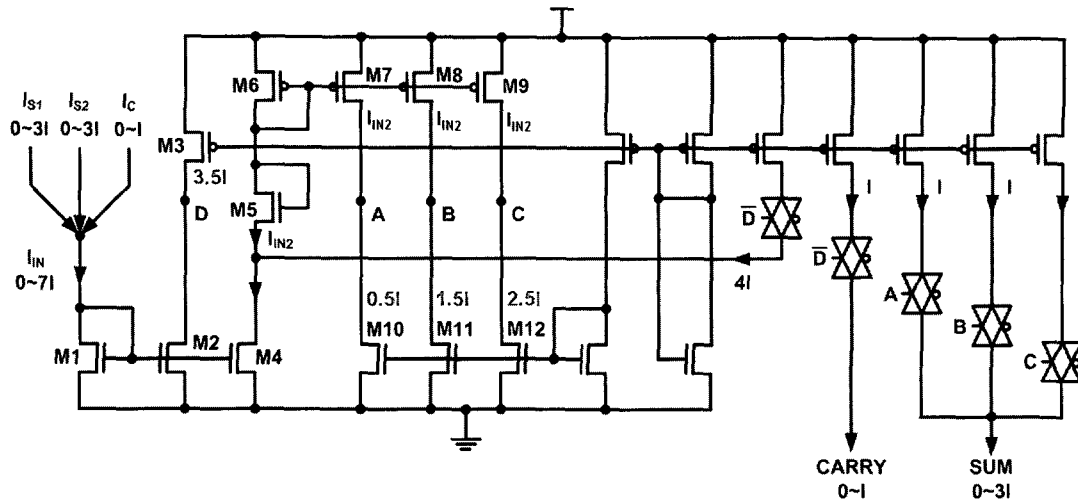 I_S1 I_S2 I_C
0~3I 0~3I 0~I
I_IN
0~7I
M1
M2
M3
3.5I
D
M4
M5
I_IN2
M6
M7
M8
M9
I_IN2
I_IN2
I_IN2
A
B
C
0.5I
1.5I
2.5I
M10
M11
M12
D̅
4I
I
D̅
I
A
I
B
C
CARRY
0~I
SUM
0~3I